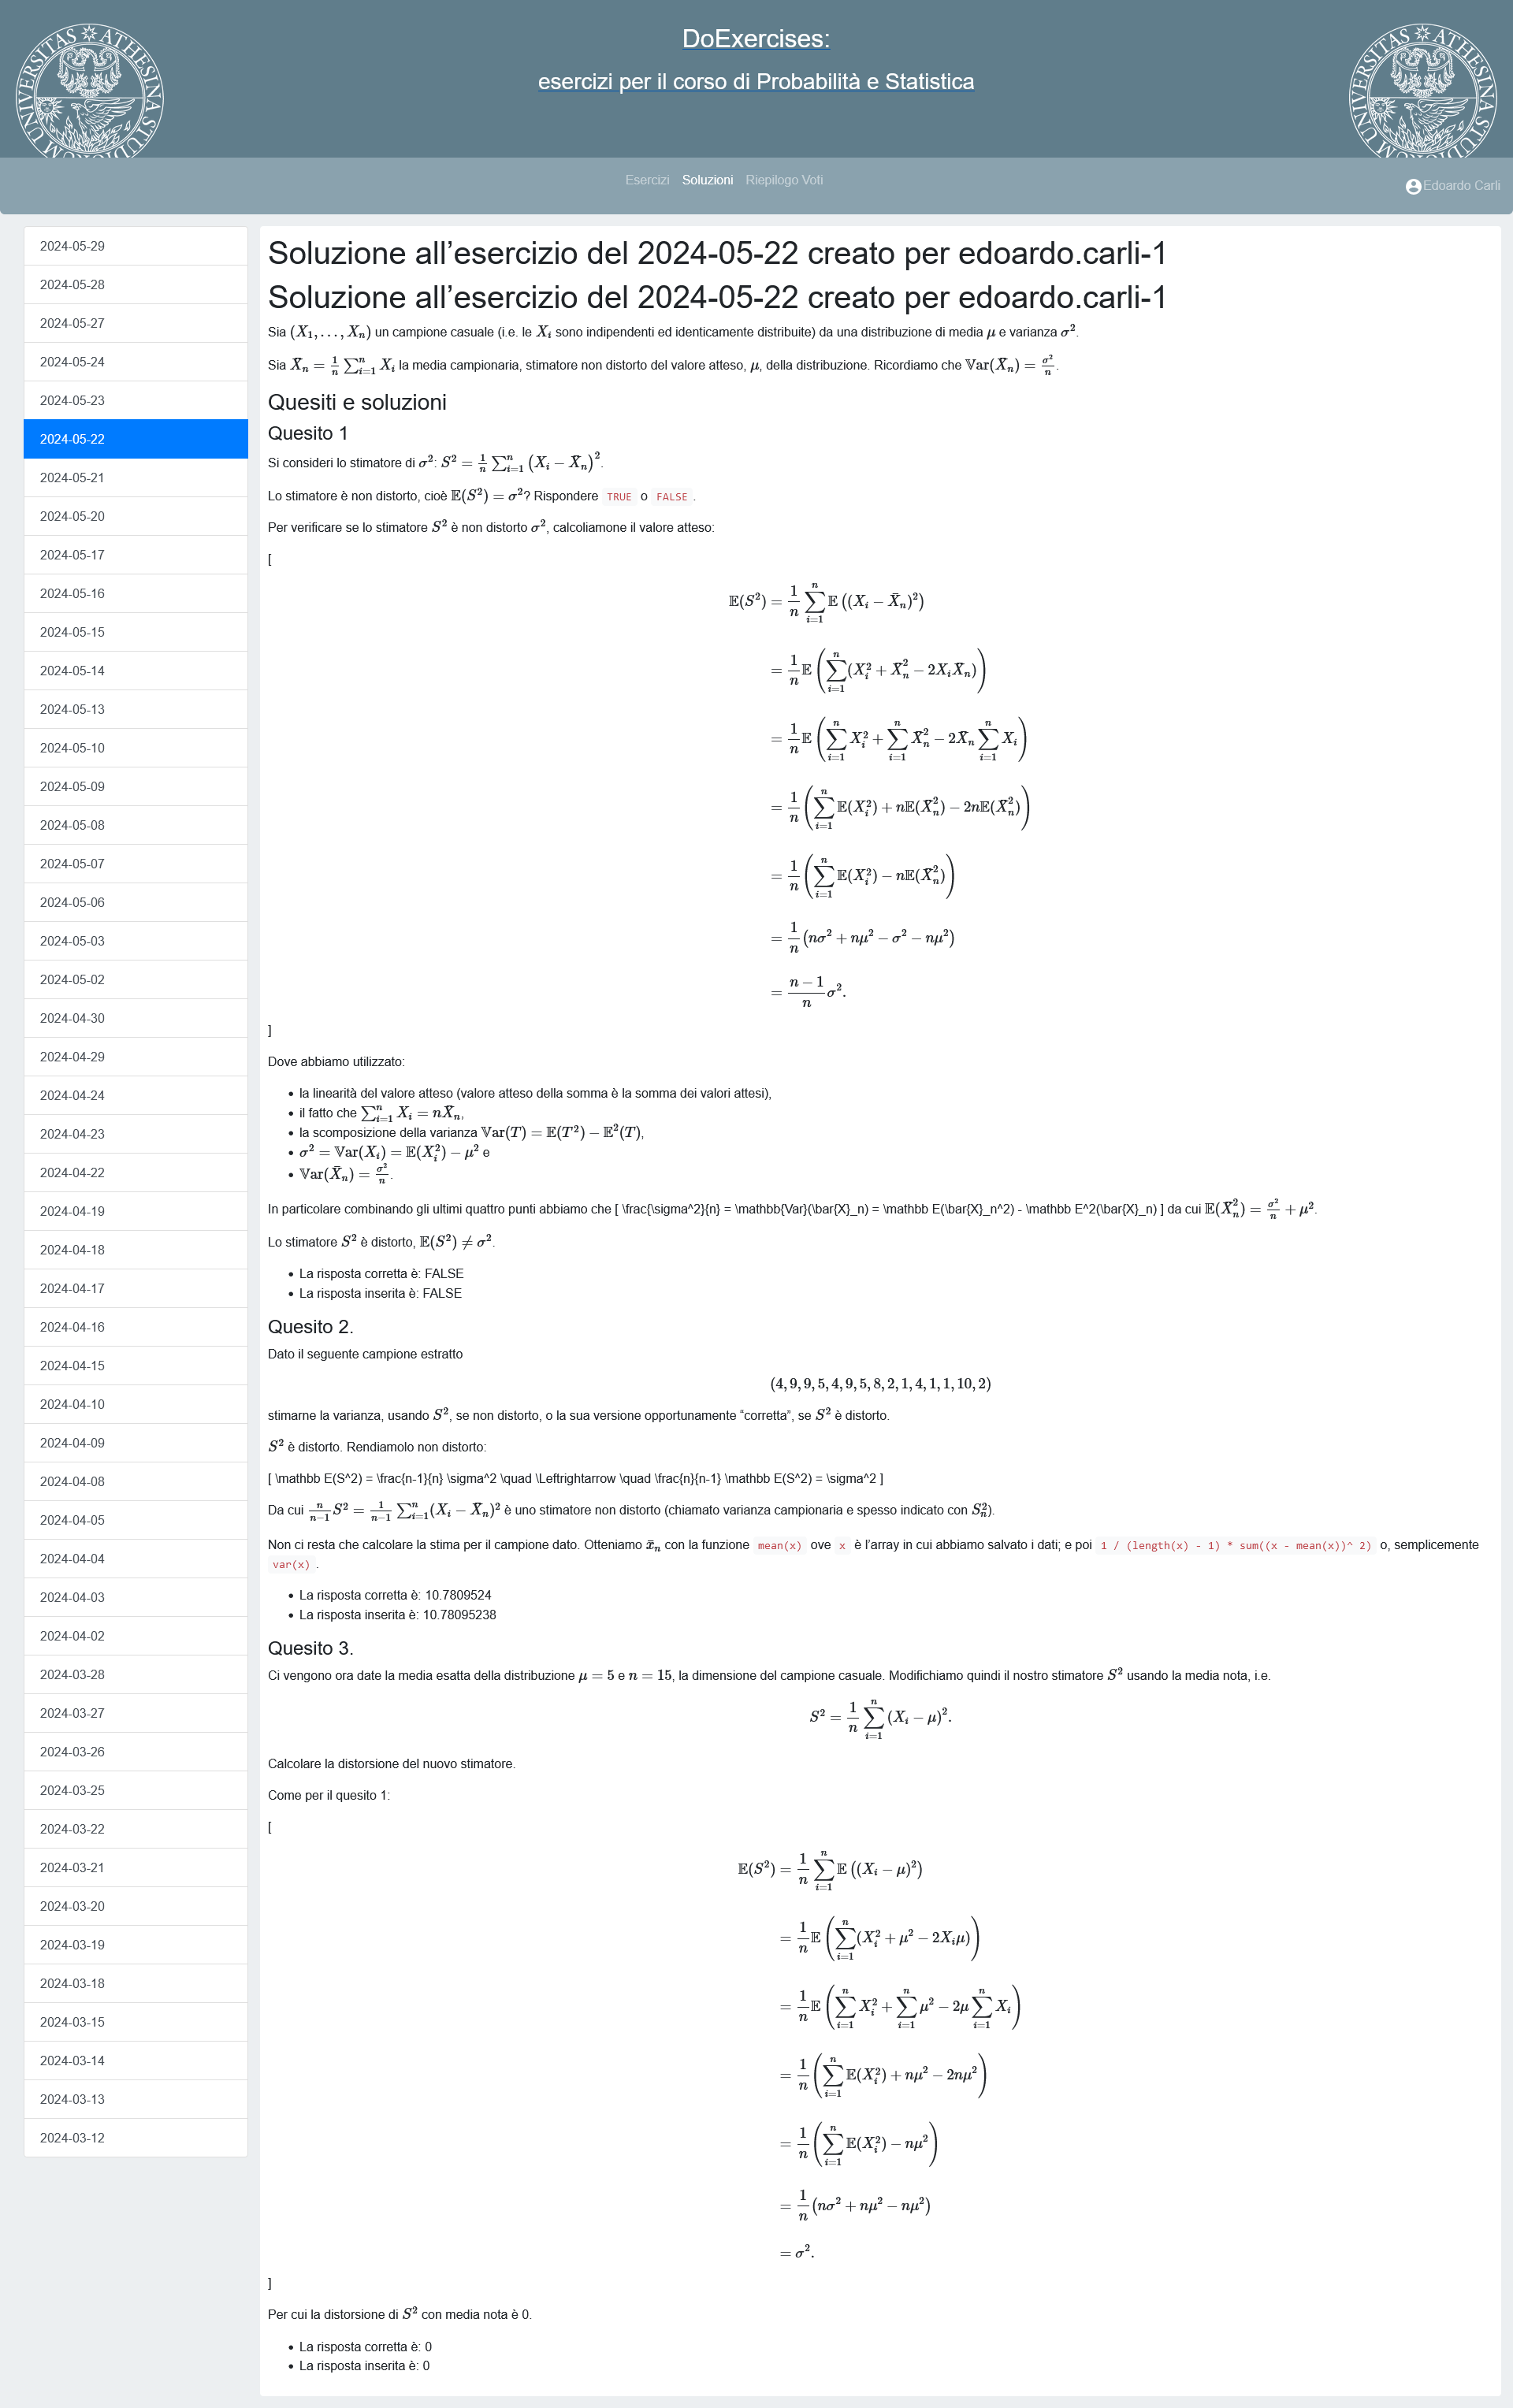 DoExercises:
esercizi per il corso di Probabilità e Statistica
UNIVERSITAS ATHESINA STUDIORUM
UNIVERSITAS ATHESINA STUDIORUM
Esercizi Soluzioni Riepilogo Voti
Edoardo Carli
2024-05-29
2024-05-28
2024-05-27
2024-05-24
2024-05-23
2024-05-22
2024-05-21
2024-05-20
2024-05-17
2024-05-16
2024-05-15
2024-05-14
2024-05-13
2024-05-10
2024-05-09
2024-05-08
2024-05-07
2024-05-06
2024-05-03
2024-05-02
2024-04-30
2024-04-29
2024-04-24
2024-04-23
2024-04-22
2024-04-19
2024-04-18
2024-04-17
2024-04-16
2024-04-15
2024-04-10
2024-04-09
2024-04-08
2024-04-05
2024-04-04
2024-04-03
2024-04-02
2024-03-28
2024-03-27
2024-03-26
2024-03-25
2024-03-22
2024-03-21
2024-03-20
2024-03-19
2024-03-18
2024-03-15
2024-03-14
2024-03-13
2024-03-12
Soluzione all’esercizio del 2024-05-22 creato per edoardo.carli-1
Soluzione all’esercizio del 2024-05-22 creato per edoardo.carli-1
Sia $(X_1, \ldots, X_n)$ un campione casuale (i.e. le $X_i$ sono indipendenti ed identicamente distribuite) da una distribuzione di media $\mu$ e varianza $\sigma^2$.
Sia $\bar{X}_n = \frac{1}{n} \sum_{i=1}^n X_i$ la media campionaria, stimatore non distorto del valore atteso, $\mu$, della distribuzione. Ricordiamo che $\mathbb{V}\mathrm{ar}(\bar{X}_n) = \frac{\sigma^2}{n}$.
Quesiti e soluzioni
Quesito 1
Si consideri lo stimatore di $\sigma^2$: $S^2 = \frac{1}{n} \sum_{i=1}^n (X_i - \bar{X}_n)^2$.
Lo stimatore è non distorto, cioè $\mathbb{E}(S^2) = \sigma^2$? Rispondere TRUE o FALSE.
Per verificare se lo stimatore $S^2$ è non distorto $\sigma^2$, calcoliamone il valore atteso:
[
$\mathbb{E}(S^2) = \frac{1}{n} \sum_{i=1}^n \mathbb{E}\left((X_i - \bar{X}_n)^2\right)$
$= \frac{1}{n} \mathbb{E}\left(\sum_{i=1}^n (X_i^2 + \bar{X}_n^2 - 2X_i\bar{X}_n)\right)$
$= \frac{1}{n} \mathbb{E}\left(\sum_{i=1}^n X_i^2 + \sum_{i=1}^n \bar{X}_n^2 - 2\bar{X}_n \sum_{i=1}^n X_i\right)$
$= \frac{1}{n} \left(\sum_{i=1}^n \mathbb{E}(X_i^2) + n\mathbb{E}(\bar{X}_n^2) - 2n\mathbb{E}(\bar{X}_n^2)\right)$
$= \frac{1}{n} \left(\sum_{i=1}^n \mathbb{E}(X_i^2) - n\mathbb{E}(\bar{X}_n^2)\right)$
$= \frac{1}{n} (n\sigma^2 + n\mu^2 - \sigma^2 - n\mu^2)$
$= \frac{n-1}{n} \sigma^2.$
]
Dove abbiamo utilizzato:
• la linearità del valore atteso (valore atteso della somma è la somma dei valori attesi),
• il fatto che $\sum_{i=1}^n X_i = n\bar{X}_n$,
• la scomposizione della varianza $\mathbb{V}\mathrm{ar}(T) = \mathbb{E}(T^2) - \mathbb{E}^2(T)$,
• $\sigma^2 = \mathbb{V}\mathrm{ar}(X_i) = \mathbb{E}(X_i^2) - \mu^2$ e
• $\mathbb{V}\mathrm{ar}(\bar{X}_n) = \frac{\sigma^2}{n}$.
In particolare combinando gli ultimi quattro punti abbiamo che [ \frac{\sigma^2}{n} = \mathbb{Var}(\bar{X}_n) = \mathbb E(\bar{X}_n^2) - \mathbb E^2(\bar{X}_n) ] da cui $\mathbb{E}(\bar{X}_n^2) = \frac{\sigma^2}{n} + \mu^2$.
Lo stimatore $S^2$ è distorto, $\mathbb{E}(S^2) \neq \sigma^2$.
• La risposta corretta è: FALSE
• La risposta inserita è: FALSE
Quesito 2.
Dato il seguente campione estratto
(4, 9, 9, 5, 4, 9, 5, 8, 2, 1, 4, 1, 1, 10, 2)
stimarne la varianza, usando $S^2$, se non distorto, o la sua versione opportunamente “corretta”, se $S^2$ è distorto.
$S^2$ è distorto. Rendiamolo non distorto:
[ \mathbb E(S^2) = \frac{n-1}{n} \sigma^2 \quad \Leftrightarrow \quad \frac{n}{n-1} \mathbb E(S^2) = \sigma^2 ]
Da cui $\frac{n}{n-1} S^2 = \frac{1}{n-1} \sum_{i=1}^n (X_i - \bar{X}_n)^2$ è uno stimatore non distorto (chiamato varianza campionaria e spesso indicato con $S_n^2$).
Non ci resta che calcolare la stima per il campione dato. Otteniamo $\bar{x}_n$ con la funzione mean(x) ove x è l’array in cui abbiamo salvato i dati; e poi 1 / (length(x) - 1) * sum((x - mean(x))^ 2) o, semplicemente
var(x) .
• La risposta corretta è: 10.7809524
• La risposta inserita è: 10.78095238
Quesito 3.
Ci vengono ora date la media esatta della distribuzione $\mu = 5$ e $n = 15$, la dimensione del campione casuale. Modifichiamo quindi il nostro stimatore $S^2$ usando la media nota, i.e.
$S^2 = \frac{1}{n} \sum_{i=1}^n (X_i - \mu)^2.$
Calcolare la distorsione del nuovo stimatore.
Come per il quesito 1:
[
$\mathbb{E}(S^2) = \frac{1}{n} \sum_{i=1}^n \mathbb{E}\left((X_i - \mu)^2\right)$
$= \frac{1}{n} \mathbb{E}\left(\sum_{i=1}^n (X_i^2 + \mu^2 - 2X_i\mu)\right)$
$= \frac{1}{n} \mathbb{E}\left(\sum_{i=1}^n X_i^2 + \sum_{i=1}^n \mu^2 - 2\mu \sum_{i=1}^n X_i\right)$
$= \frac{1}{n} \left(\sum_{i=1}^n \mathbb{E}(X_i^2) + n\mu^2 - 2n\mu^2\right)$
$= \frac{1}{n} \left(\sum_{i=1}^n \mathbb{E}(X_i^2) - n\mu^2\right)$
$= \frac{1}{n} (n\sigma^2 + n\mu^2 - n\mu^2)$
$= \sigma^2.$
]
Per cui la distorsione di $S^2$ con media nota è 0.
• La risposta corretta è: 0
• La risposta inserita è: 0